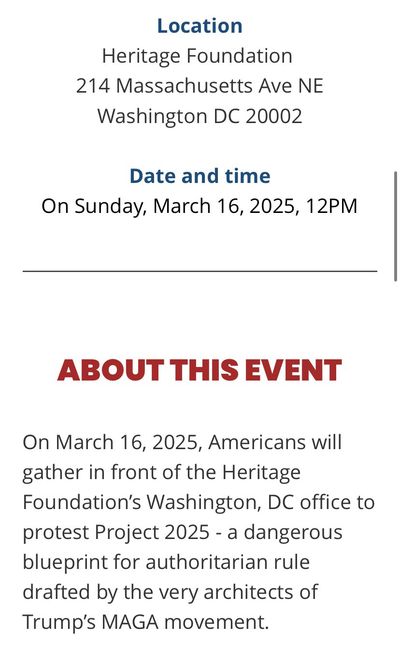 Location
Heritage Foundation
214 Massachusetts Ave NE
Washington DC 20002
Date and time
On Sunday, March 16, 2025, 12PM
ABOUT THIS EVENT
On March 16, 2025, Americans will
gather in front of the Heritage
Foundation’s Washington, DC office to
protest Project 2025 - a dangerous
blueprint for authoritarian rule
drafted by the very architects of
Trump’s MAGA movement.